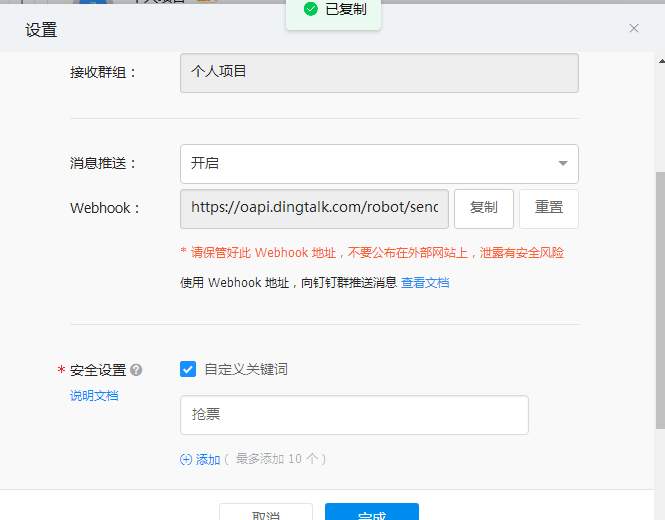 已复制
设置
接收群组：
个人项目
消息推送：
开启
Webhook：
https://oapi.dingtalk.com/robot/send
复制
重置
* 请保管好此 Webhook 地址，不要公布在外部网站上，泄露有安全风险
使用 Webhook 地址，向钉钉群推送消息 查看文档
* 安全设置
自定义关键词
说明文档
抢票
添加（ 最多添加 10 个 ）
取消
完成